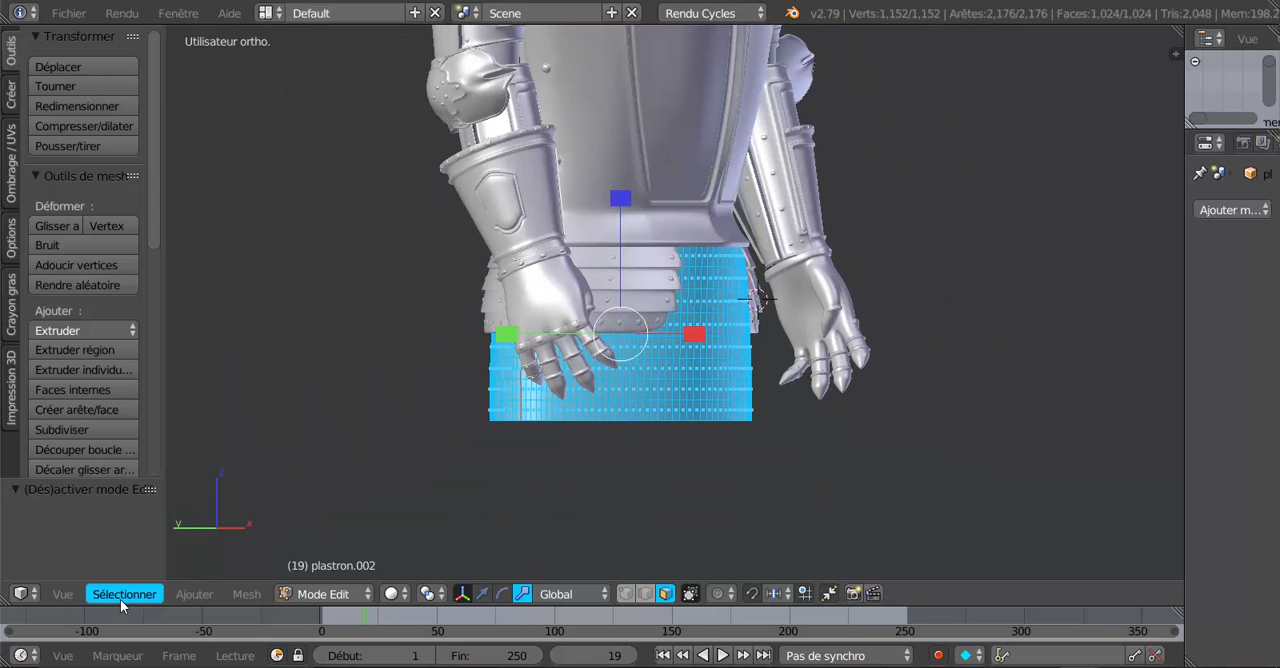 Fichier Rendu Fenêtre Aide Default Scene Rendu Cycles v2.79 | Verts:1,152/1,152 | Arêtes:2,176/2,176 | Faces:1,024/1,024 | Tris:2,048 | Mem:198.2
Outils
Créer
Ombrage / UVs
Options
Crayon gras
Impression 3D
Transformer
Déplacer
Tourner
Redimensionner
Compresser/dilater
Pousser/tirer
Outils de mesh
Déformer :
Glisser a Vertex
Bruit
Adoucir vertices
Rendre aléatoire
Ajouter :
Extruder
Extruder région
Extruder individu...
Faces internes
Créer arête/face
Subdiviser
Découper boucle ...
Décaler glisser ar...
(Dés)activer mode Ed
Utilisateur ortho.
z
y x
(19) plastron.002
Vue
pl
Ajouter m...
Vue Sélectionner Ajouter Mesh Mode Edit Global
-100 -50 0 50 100 150 200 250 300 350
Vue Marqueur Frame Lecture Début: 1 Fin: 250 19 Pas de synchro